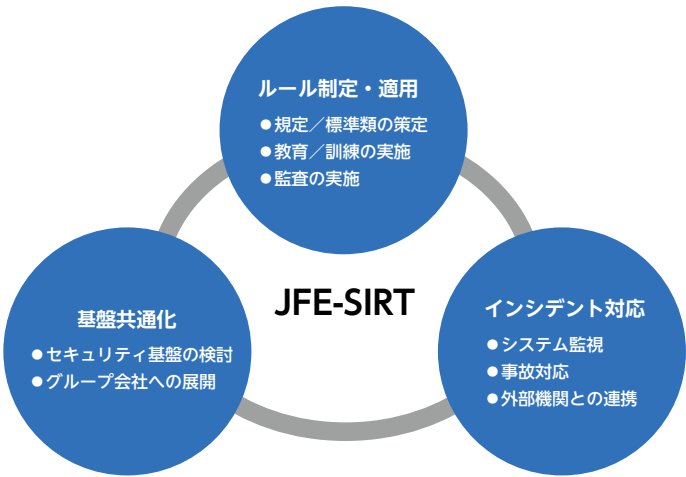 ルール制定・適用
●規定／標準類の策定
●教育／訓練の実施
●監査の実施
JFE-SIRT
基盤共通化
●セキュリティ基盤の検討
●グループ会社への展開
インシデント対応
●システム監視
●事故対応
●外部機関との連携